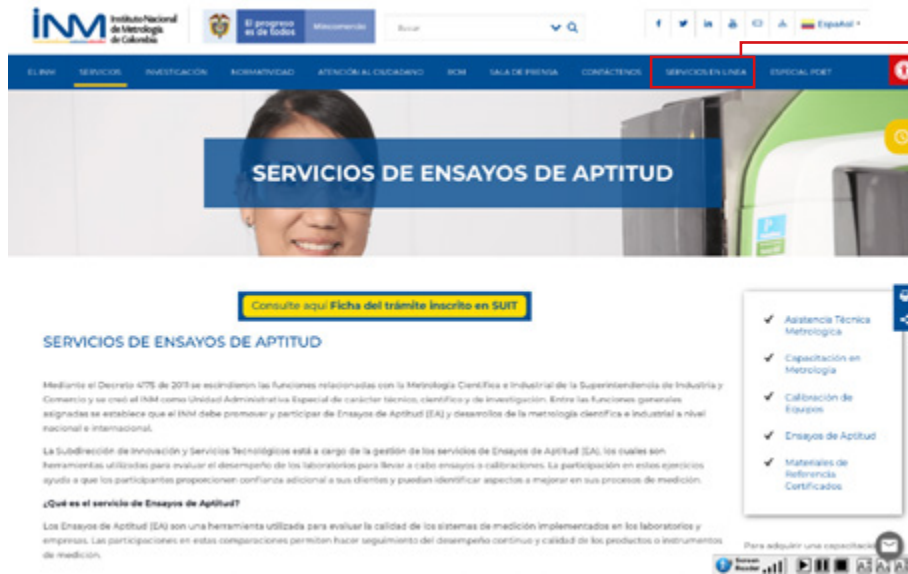 INM Instituto Nacional
de Metrología
de Colombia
El progreso
es de todos
Mincomercio
Buscar
Español
EL INM SERVICIOS INVESTIGACIÓN NORMATIVIDAD ATENCIÓN AL CIUDADANO SALA DE PRENSA CONTÁCTENOS SERVICIOS EN LINEA ESPECIAL
SERVICIOS DE ENSAYOS DE APTITUD
Consulte aquí Ficha del trámite inscrito en SUIT
SERVICIOS DE ENSAYOS DE APTITUD
Mediante el Decreto 4175 de 2011 se escindieron las funciones relacionadas con la Metrología Científica e Industrial de la Superintendencia de Industria y
Comercio y se creó el INM como Unidad Administrativa Especial de carácter técnico, científico y de investigación. Entre las funciones generales
asignadas se establece que el INM debe promover y participar de Ensayos de Aptitud (EA) y desarrollos de la metrología científica e industrial a nivel
nacional e internacional.
La Subdirección de Innovación y Servicios Tecnológicos está a cargo de la gestión de los servicios de Ensayos de Aptitud (EA), los cuales son
herramientas utilizadas para evaluar el desempeño de los laboratorios para llevar a cabo ensayos o calibraciones. La participación en estos ejercicios
ayuda a que los participantes proporcionen confianza adicional a sus clientes y puedan identificar aspectos a mejorar en sus procesos de medición.
¿Qué es el servicio de Ensayos de Aptitud?
Los Ensayos de Aptitud (EA) son una herramienta utilizada para evaluar la calidad de los sistemas de medición implementados en los laboratorios y
empresas. Las participaciones en estas comparaciones permiten hacer seguimiento del desempeño continuo y calidad de los productos o instrumentos
de medición.
Asistencia Técnica
Metrologica
Capacitación en
Metrología
Calibración de
Equipos
Ensayos de Aptitud
Materiales de
Referencia
Certificados
Para adquirir una capacitación
Screen
Reader